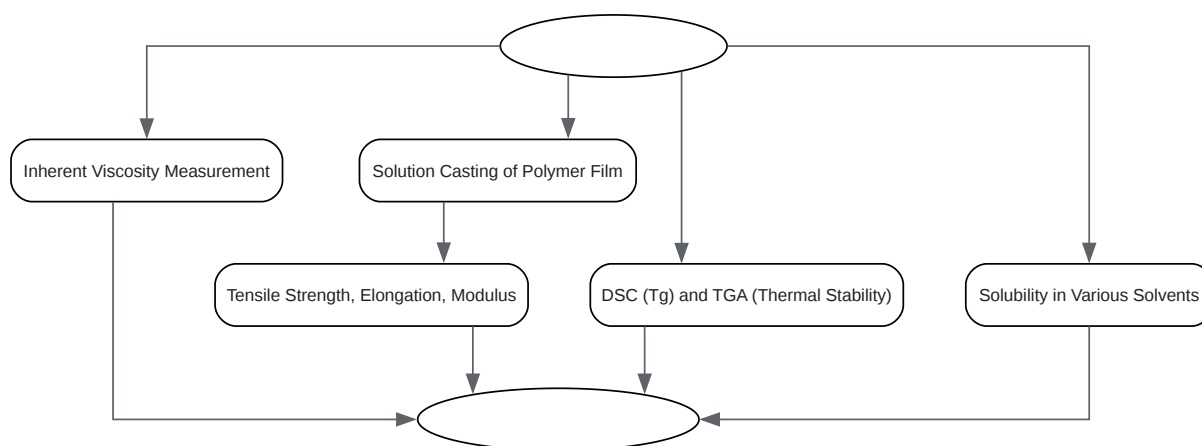 Inherent Viscosity Measurement
Solution Casting of Polymer Film
Tensile Strength, Elongation, Modulus
DSC (Tg) and TGA (Thermal Stability)
Solubility in Various Solvents